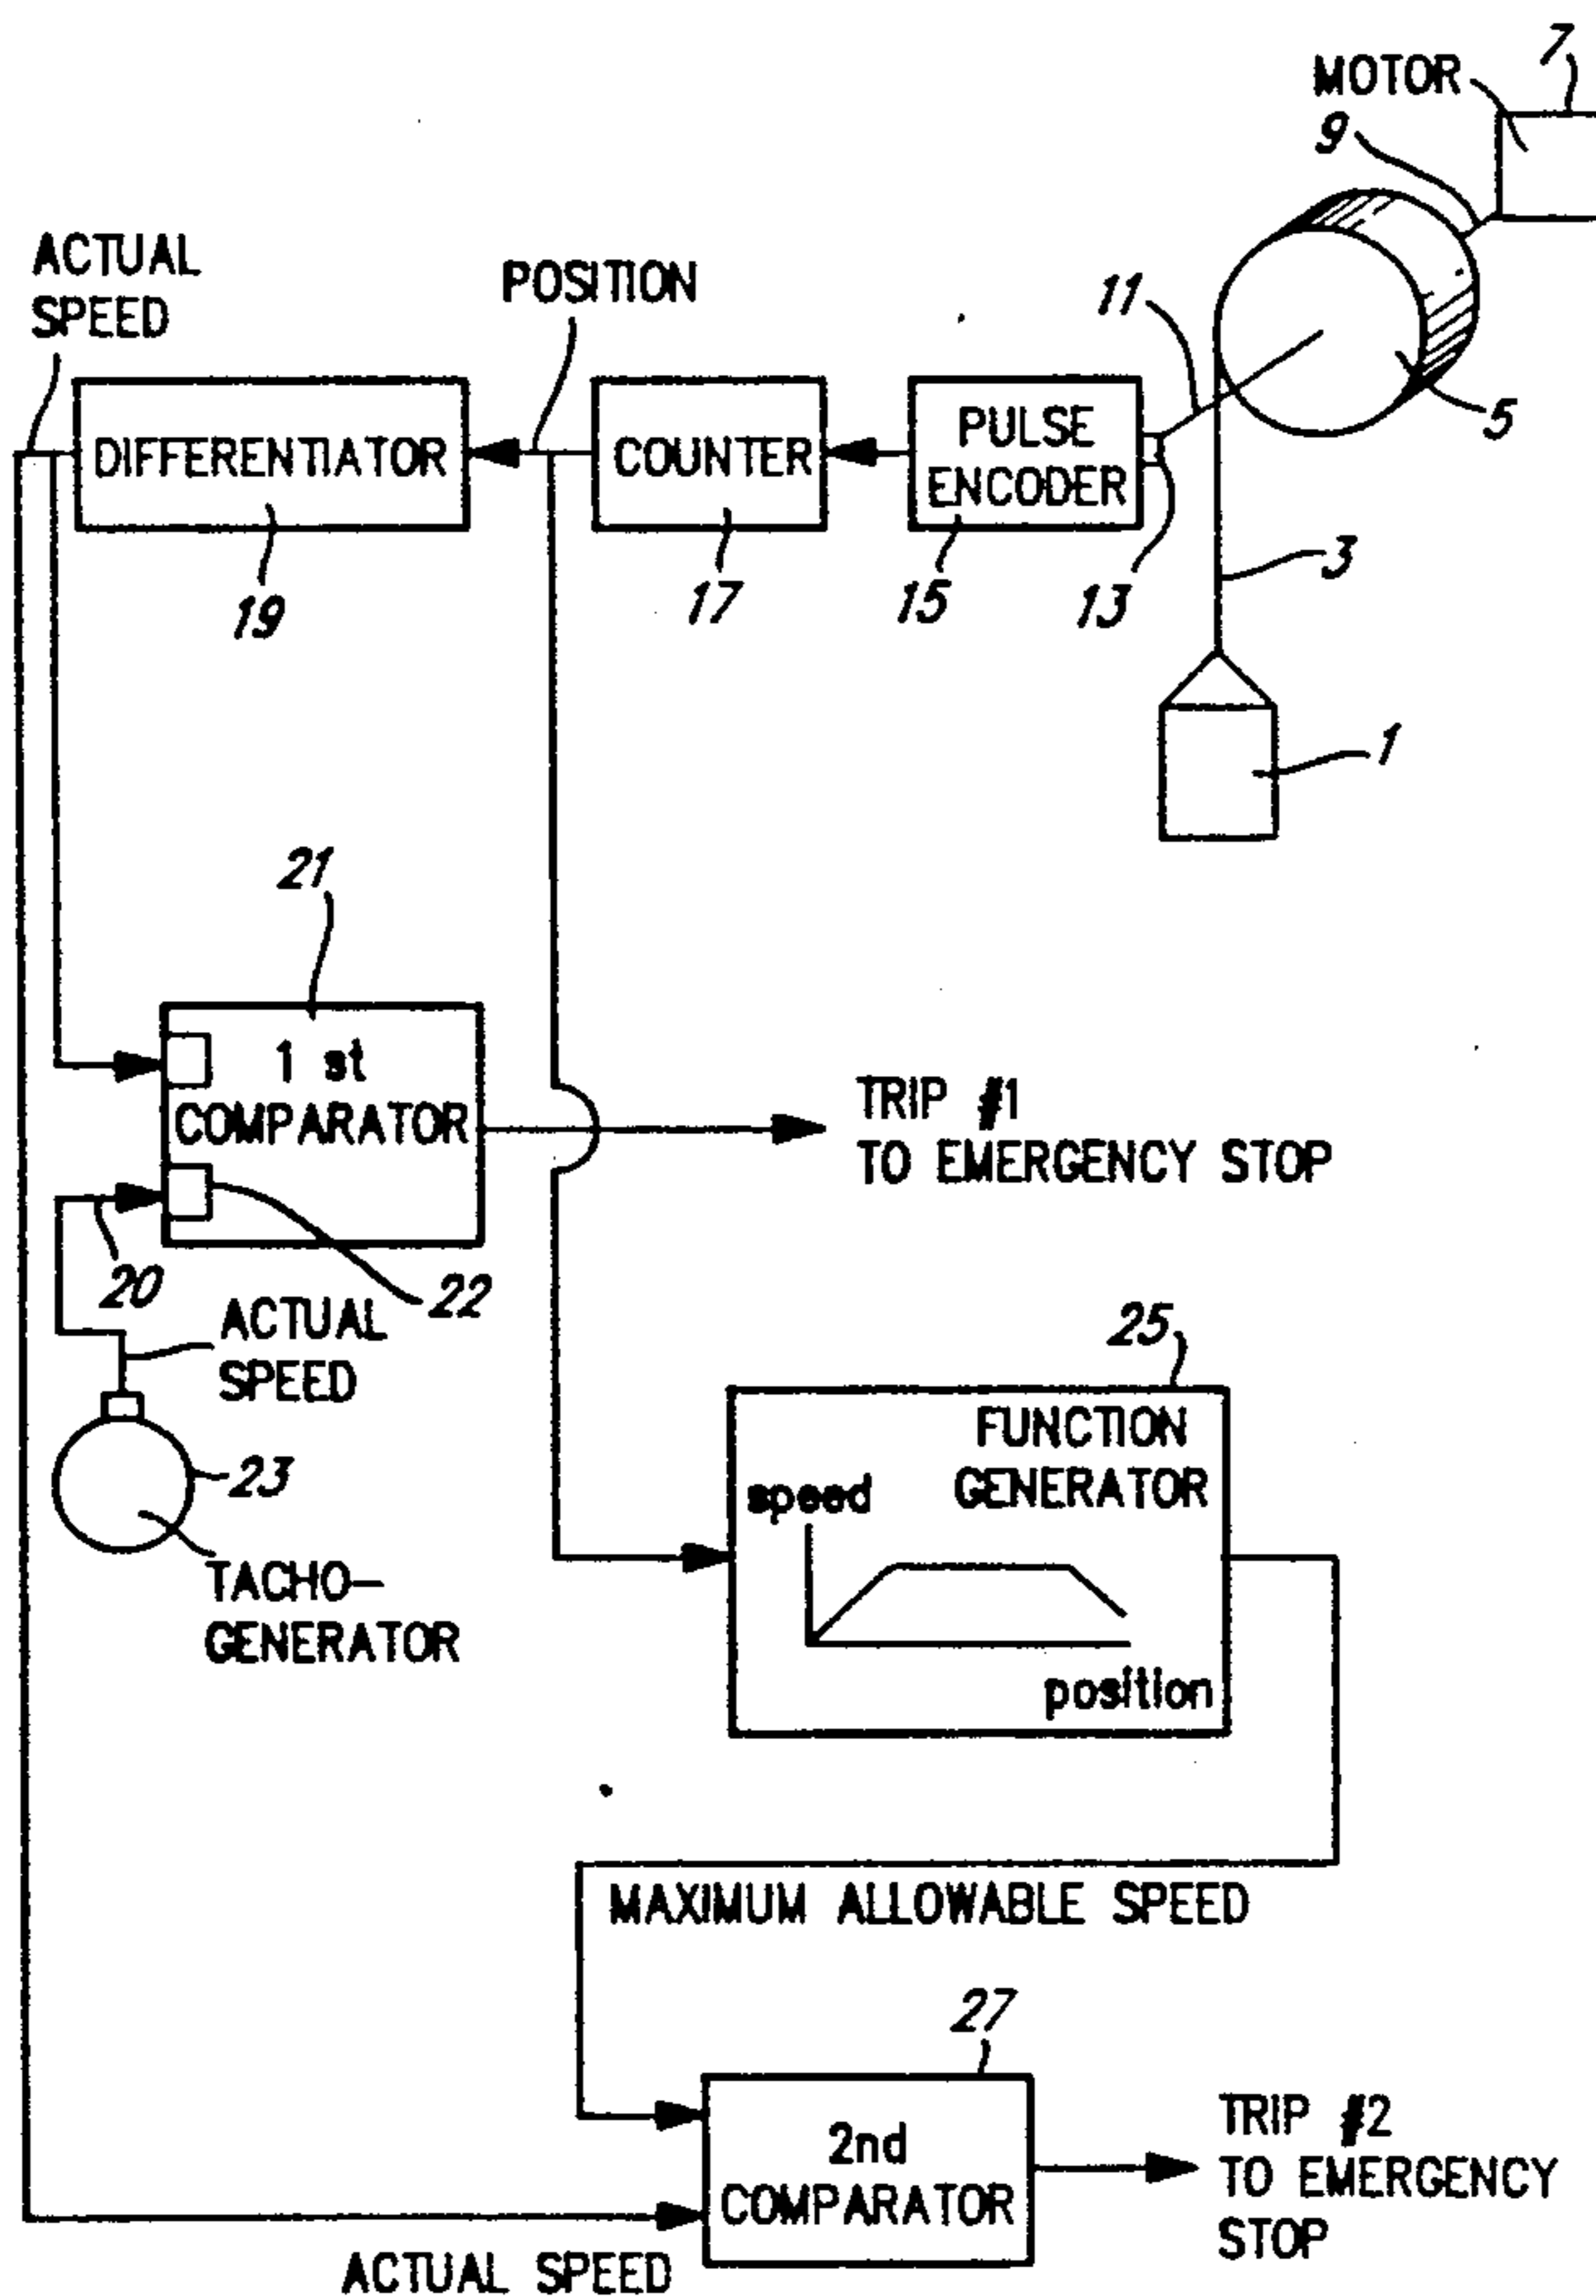 7
MOTOR
9
ACTUAL
SPEED
POSITION
11
5
DIFFERENTIATOR
COUNTER
PULSE
ENCODER
3
19
17
15
13
1
21
1 st
COMPARATOR
TRIP #1
TO EMERGENCY STOP
20
22
ACTUAL
SPEED
23
TACHO-
GENERATOR
25
FUNCTION
GENERATOR
speed
position
MAXIMUM ALLOWABLE SPEED
27
2nd
COMPARATOR
TRIP #2
TO EMERGENCY
STOP
ACTUAL SPEED